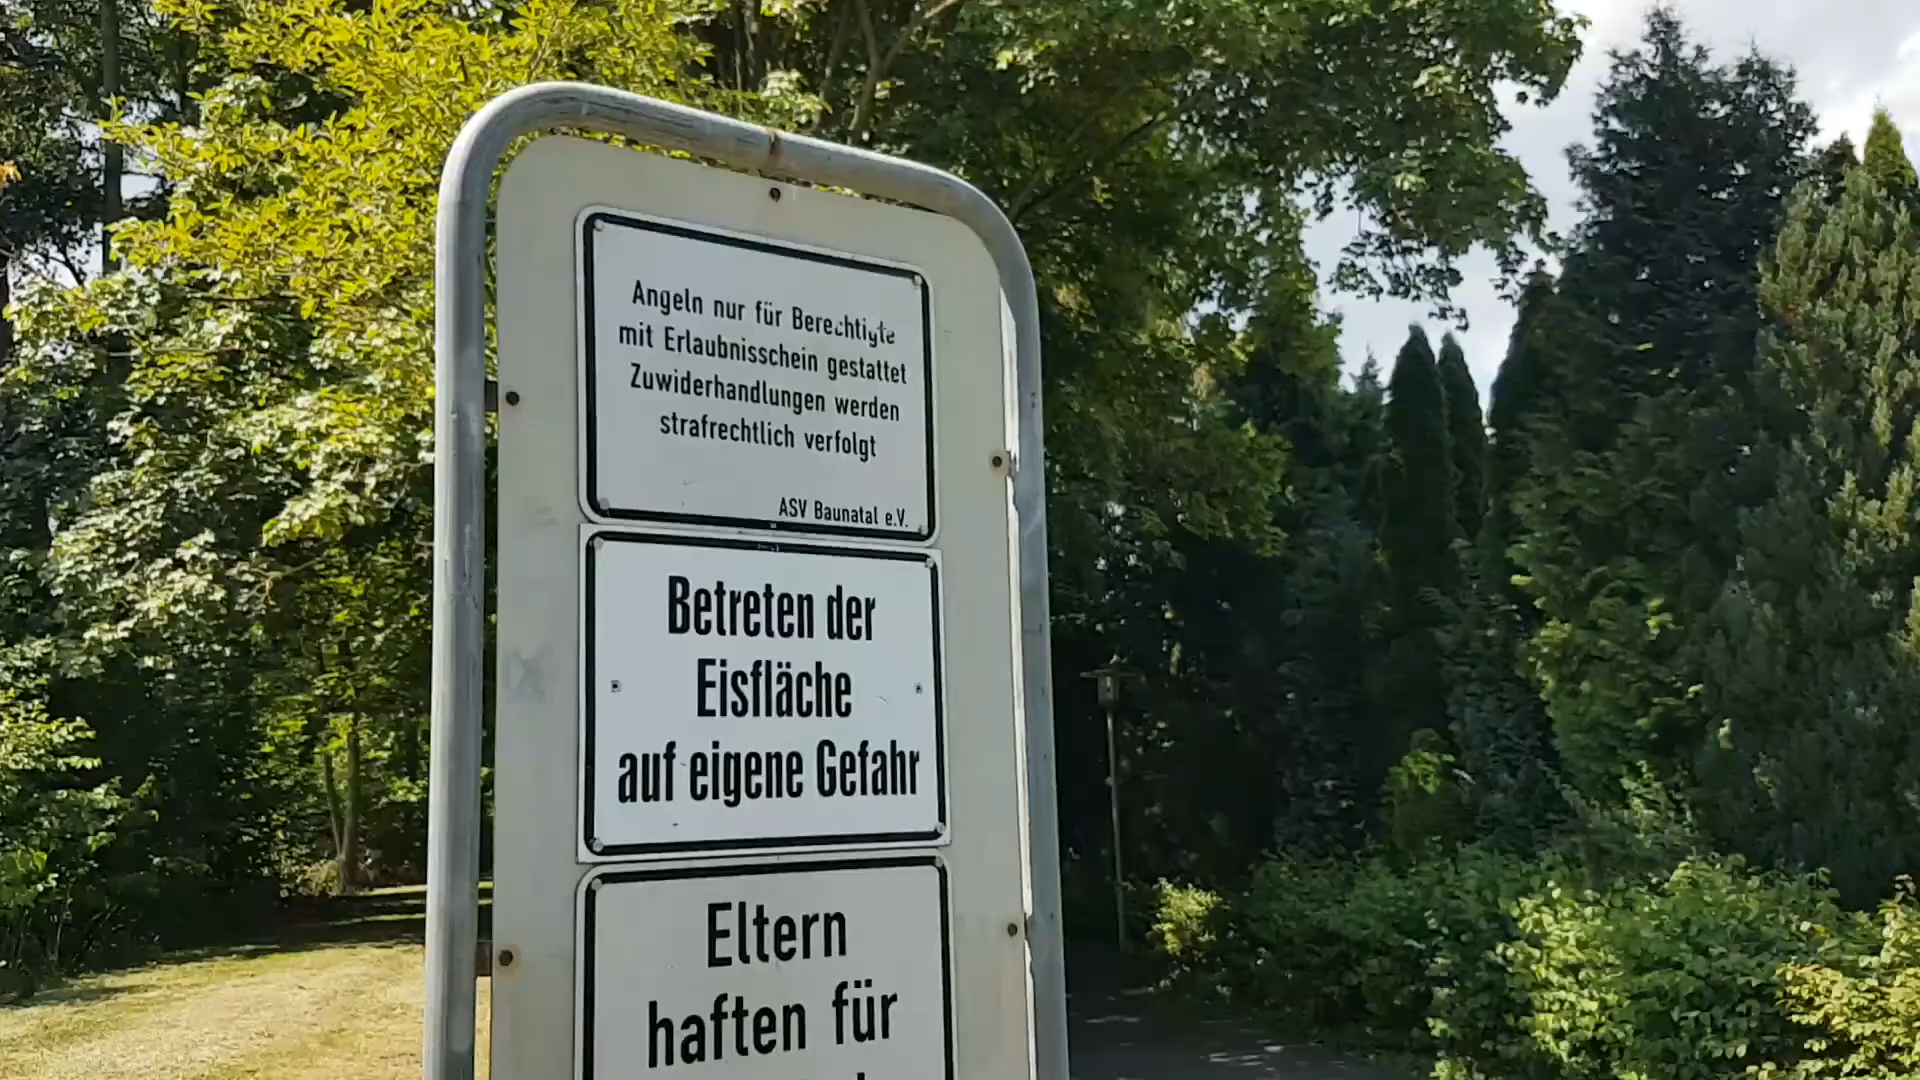 Angeln nur für Berechtigte
mit Erlaubnisschein gestattet
Zuwiderhandlungen werden
strafrechtlich verfolgt
ASV Baunatal e.V.
Betreten der
Eisfläche
auf eigene Gefahr
Eltern
haften für